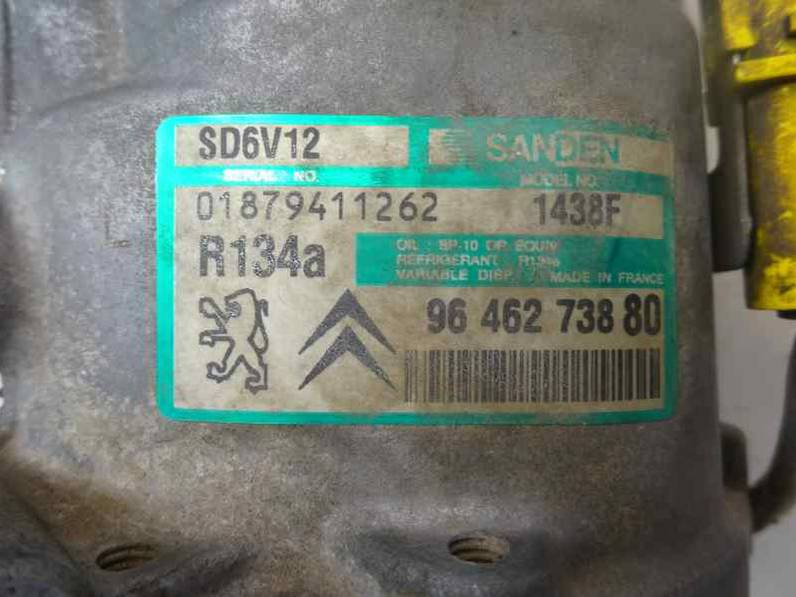 SD6V12 SANDEN
SERIAL NO. MODEL NO.
01879411262 1438F
R134a
OIL : SP-10 OR EQUIV
REFRIGERANT : R134a
VARIABLE DISP. MADE IN FRANCE
96 462 738 80